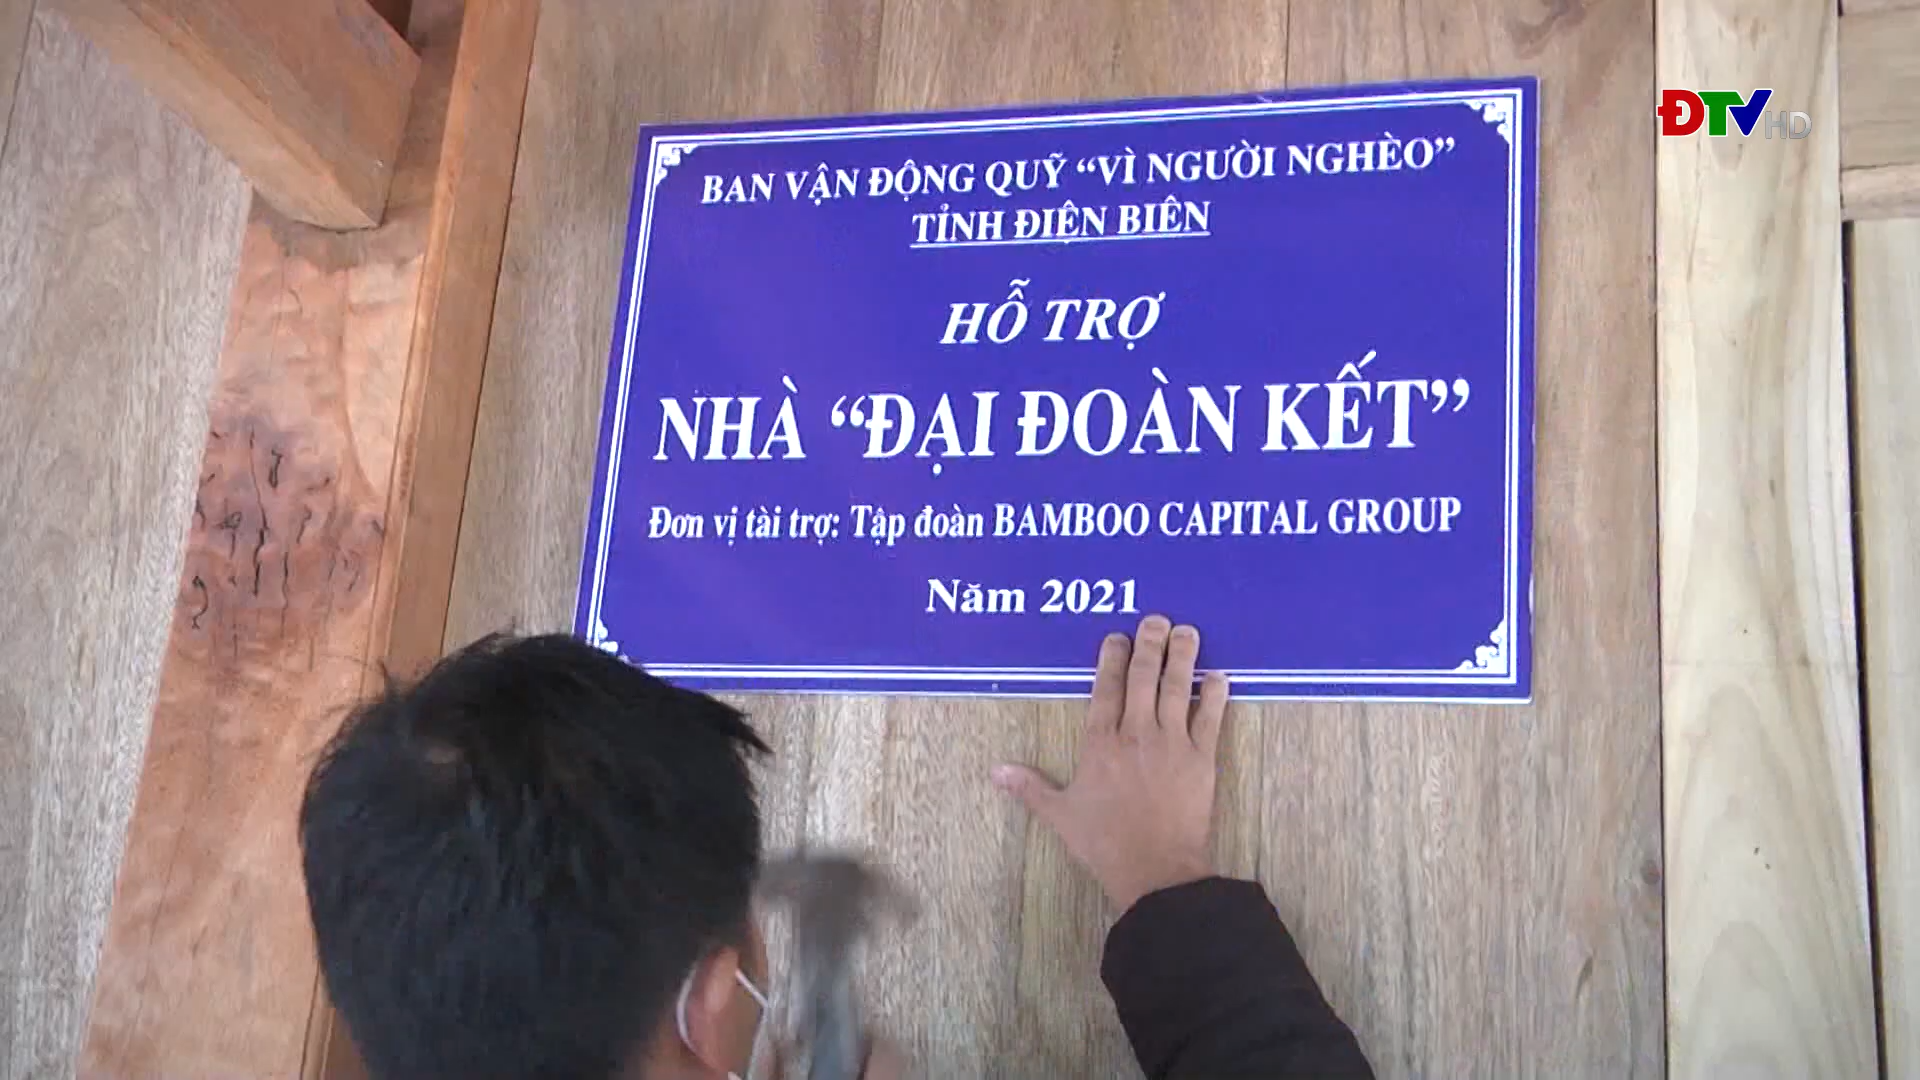 BAN VẬN ĐỘNG QUỸ “VÌ NGƯỜI NGHÈO”
TỈNH ĐIỆN BIÊN
HỖ TRỢ
NHÀ “ĐẠI ĐOÀN KẾT”
Đơn vị tài trợ: Tập đoàn BAMBOO CAPITAL GROUP
Năm 2021
ĐTV HD